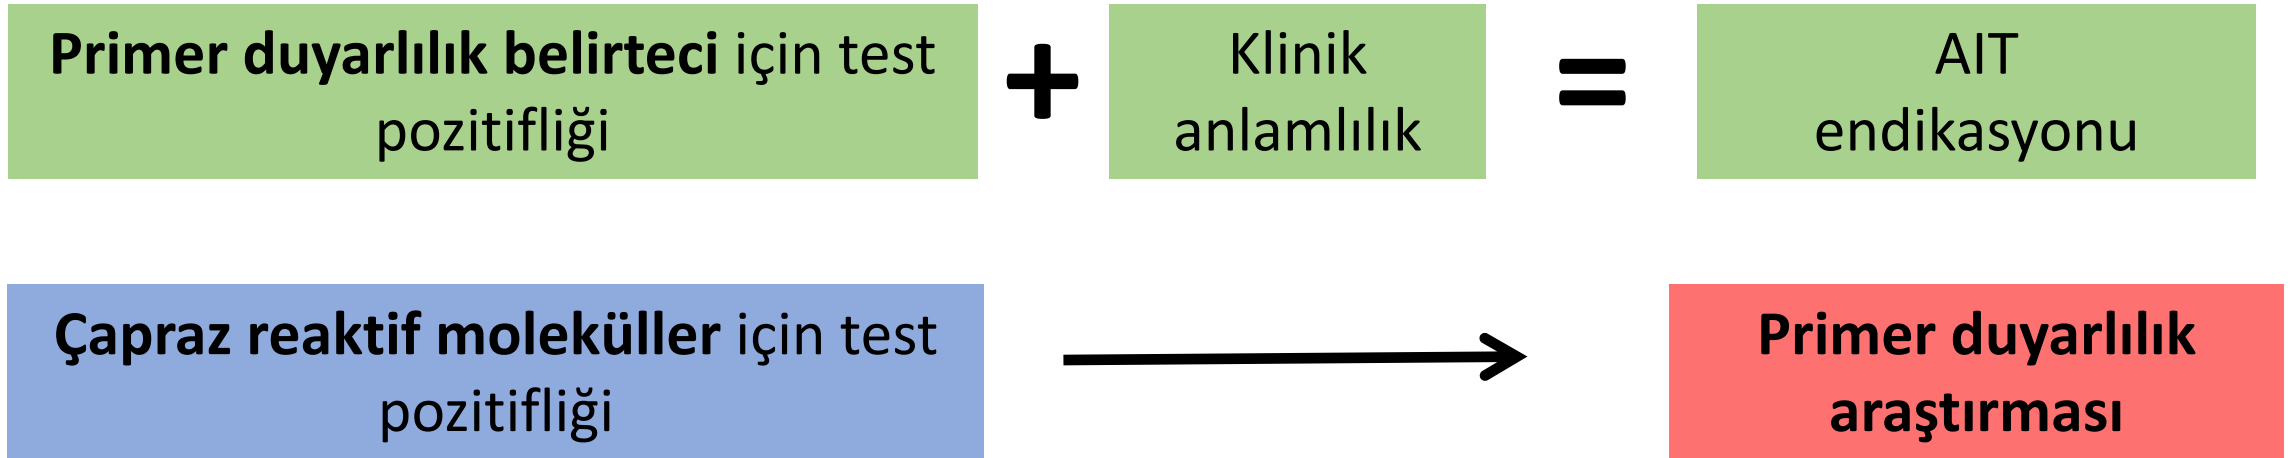 Primer duyarlılık belirteci için test
pozitifliği
+
Klinik
anlamlılık
=
AIT
endikasyonu
Çapraz reaktif moleküller için test
pozitifliği
Primer duyarlılık
araştırması